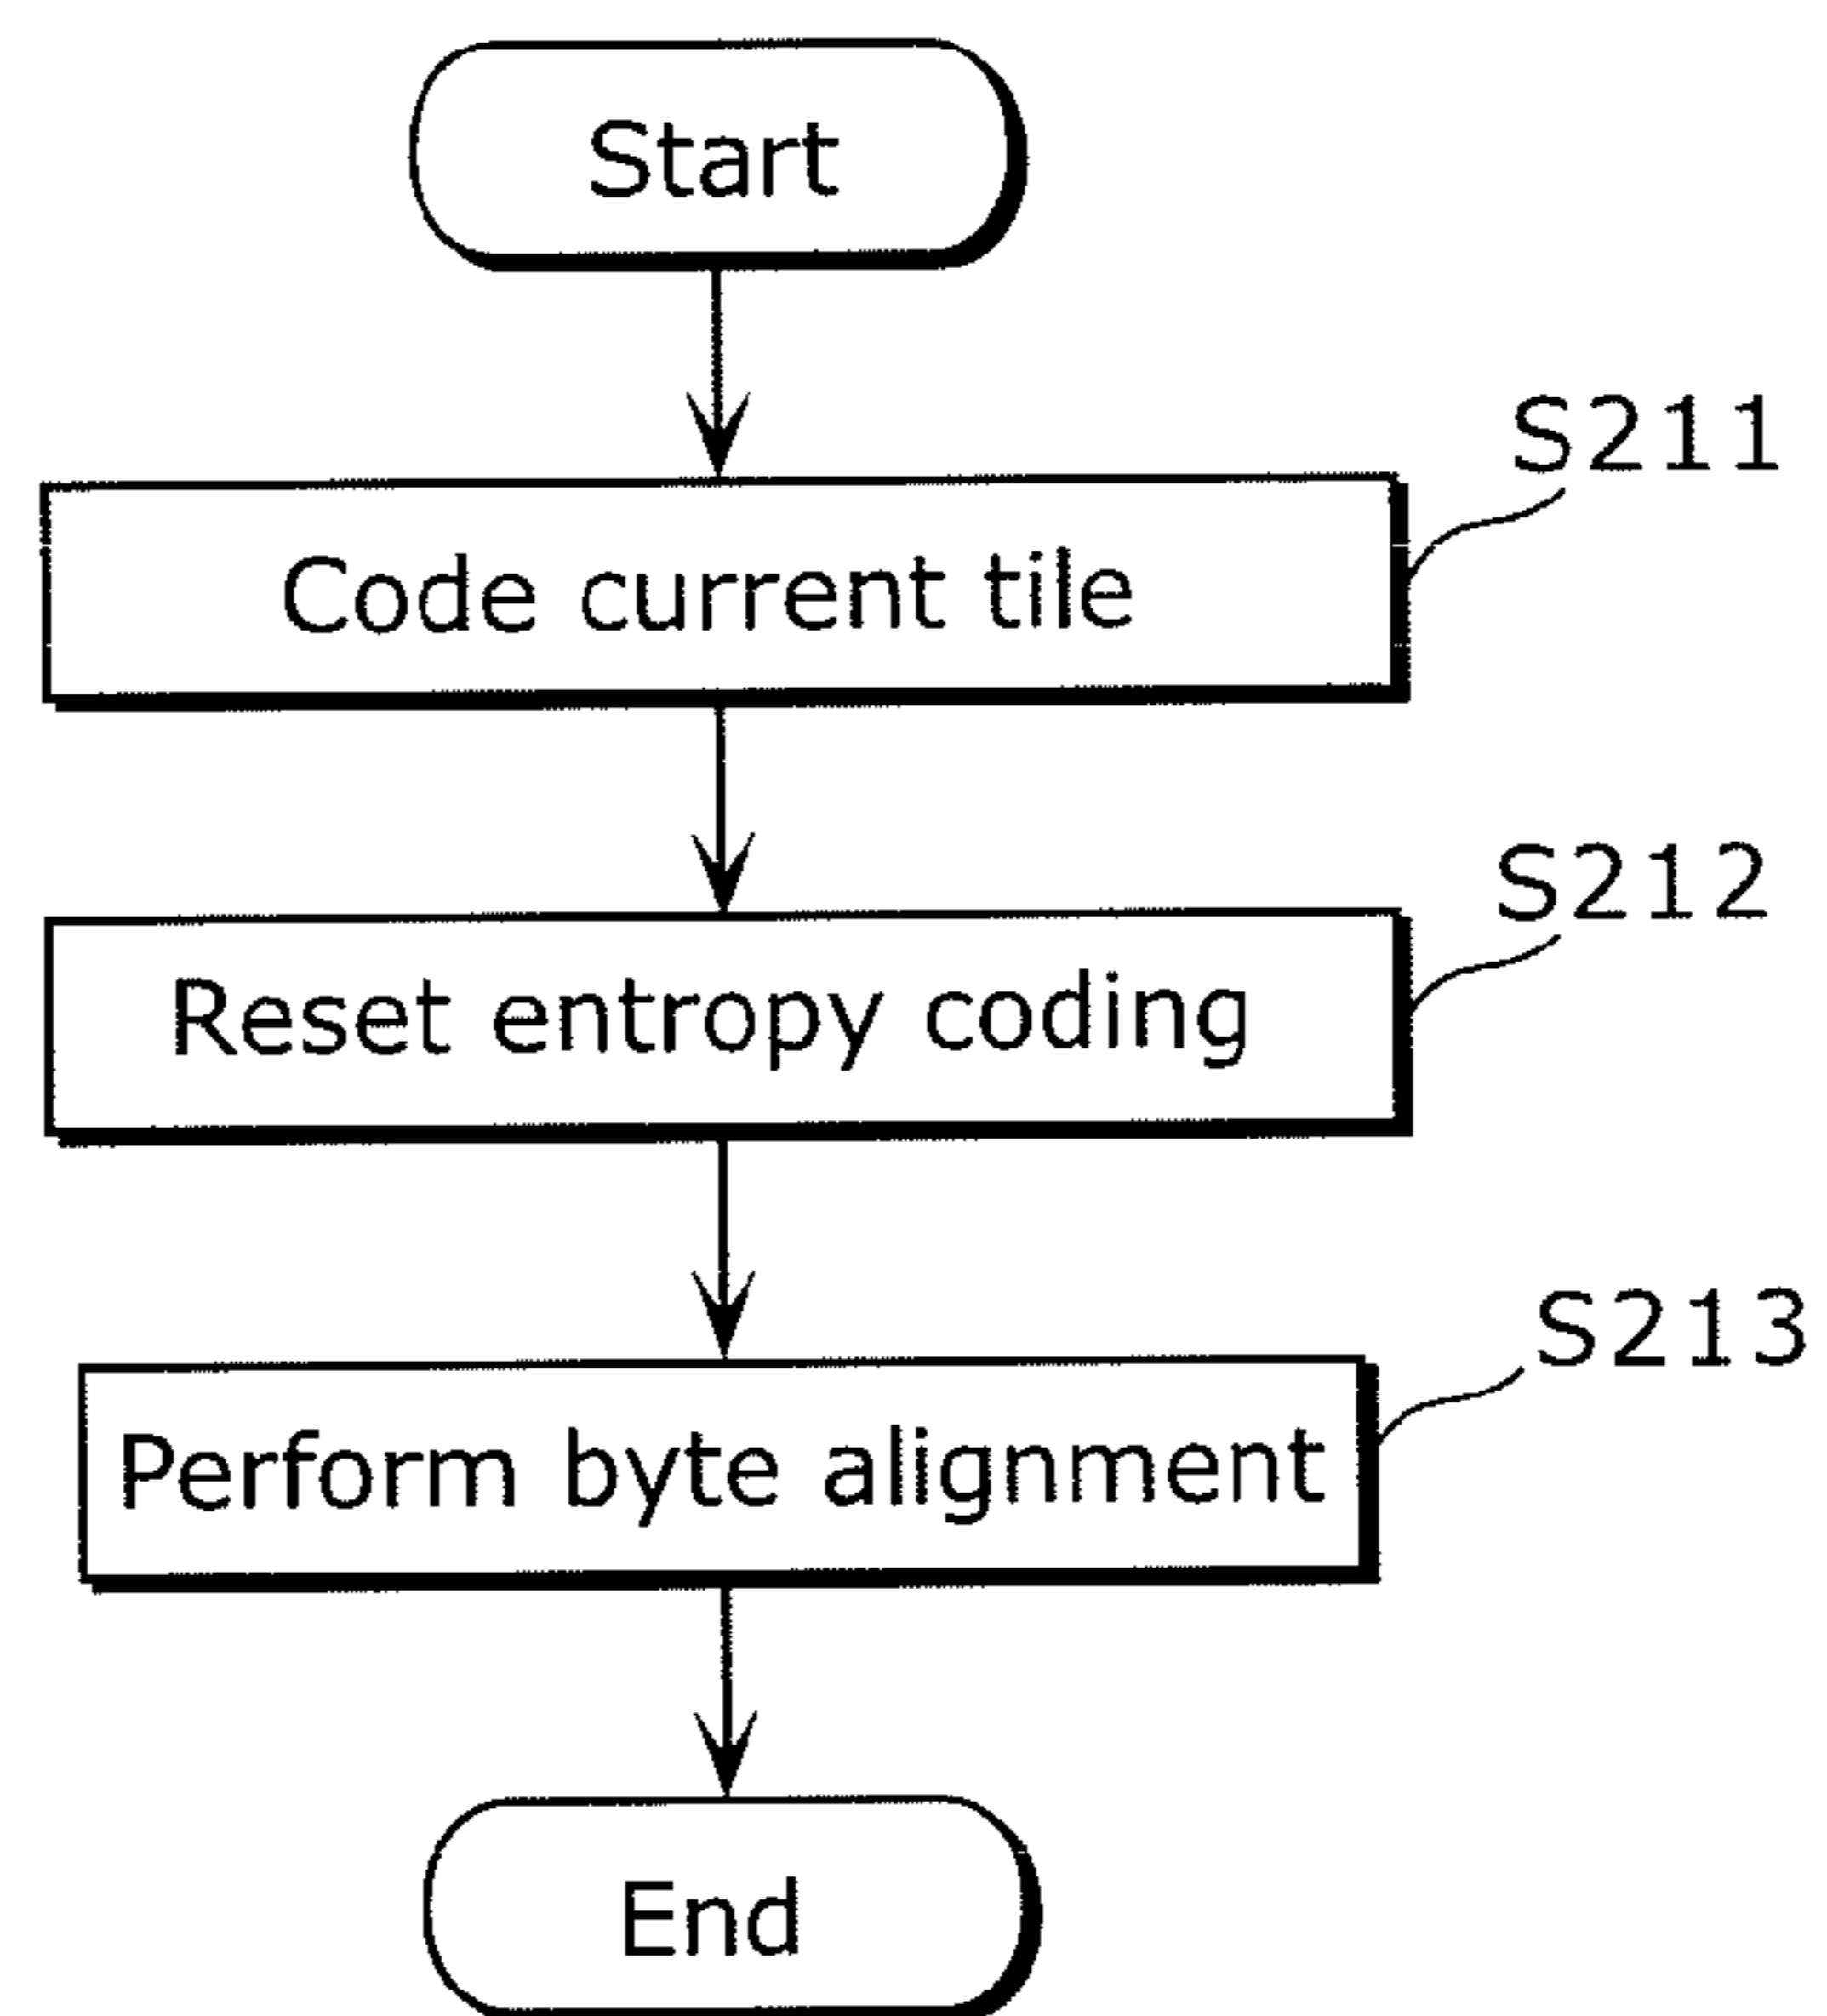 Start
S211
Code current tile
S212
Reset entropy coding
S213
Perform byte alignment
End